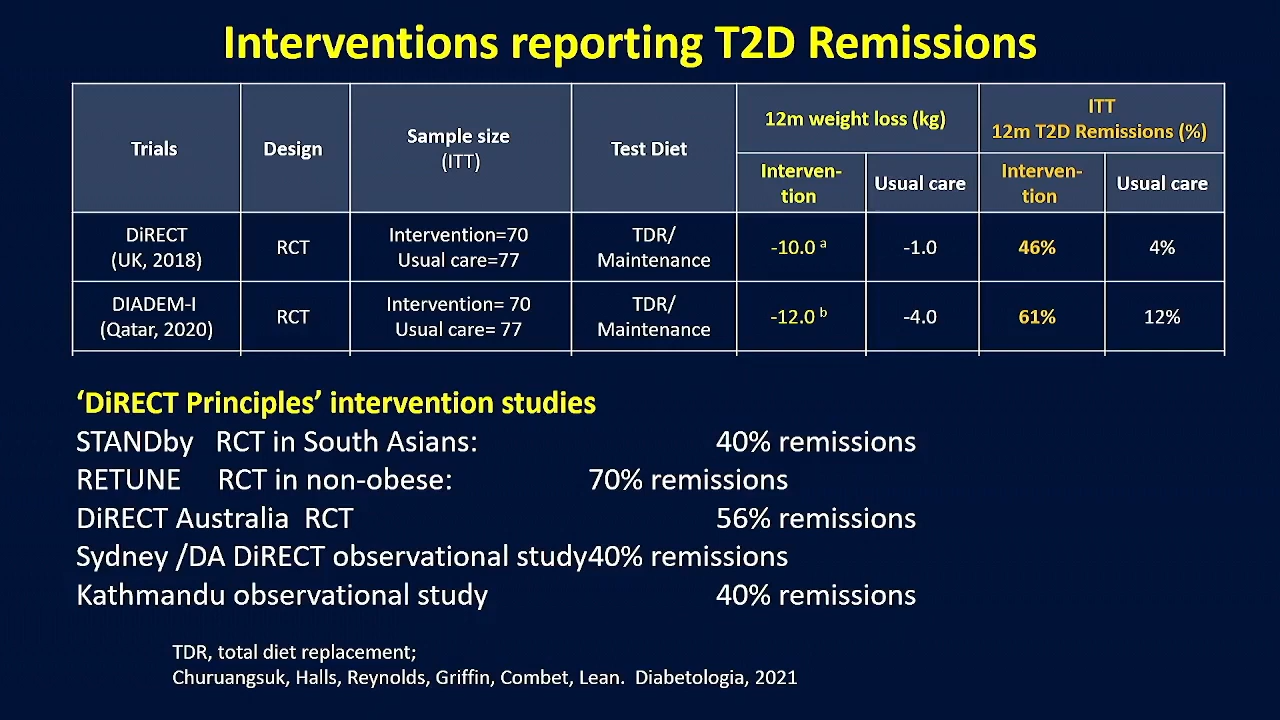 Interventions reporting T2D Remissions
Trials
Design
Sample size
(ITT)
Test Diet
12m weight loss (kg)
ITT
12m T2D Remissions (%)
Interven-
tion
Usual care
Interven-
tion
Usual care
DiRECT
(UK, 2018)
RCT
Intervention=70
Usual care=77
TDR/
Maintenance
-10.0 ᵃ
-1.0
46%
4%
DIADEM-I
(Qatar, 2020)
RCT
Intervention= 70
Usual care= 77
TDR/
Maintenance
-12.0 ᵇ
-4.0
61%
12%
‘DiRECT Principles’ intervention studies
STANDby RCT in South Asians: 40% remissions
RETUNE RCT in non-obese: 70% remissions
DiRECT Australia RCT 56% remissions
Sydney /DA DiRECT observational study40% remissions
Kathmandu observational study 40% remissions
TDR, total diet replacement;
Churuangsuk, Halls, Reynolds, Griffin, Combet, Lean. Diabetologia, 2021